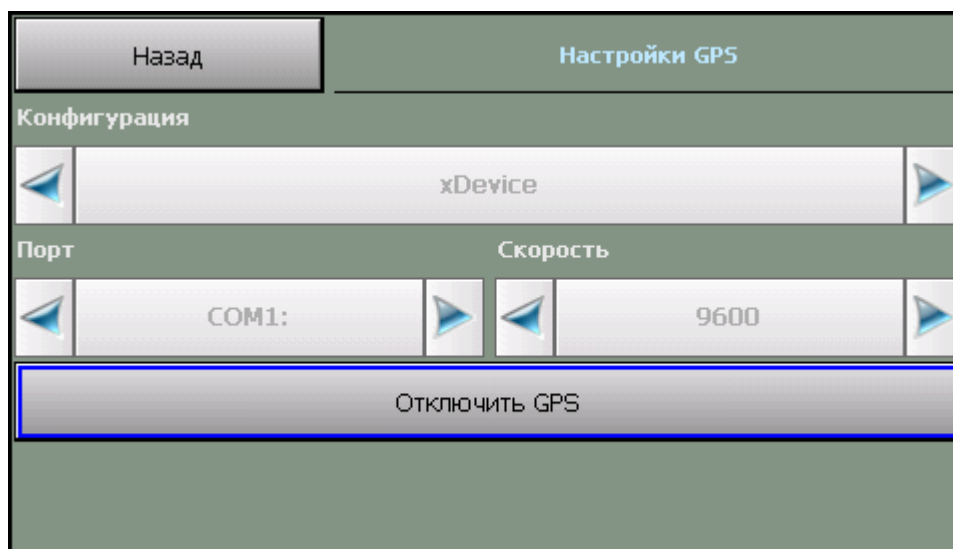 Назад
Настройки GPS
Конфигурация
xDevice
Порт
Скорость
COM1:
9600
Отключить GPS